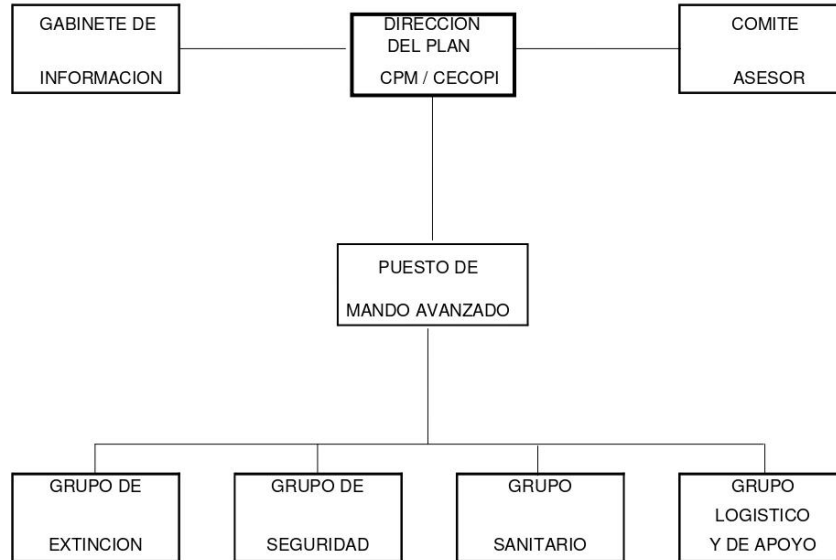 GABINETE DE
INFORMACION
DIRECCION
DEL PLAN
CPM / CECOPI
COMITE
ASESOR
PUESTO DE
MANDO AVANZADO
GRUPO DE
EXTINCION
GRUPO DE
SEGURIDAD
GRUPO
SANITARIO
GRUPO
LOGISTICO
Y DE APOYO